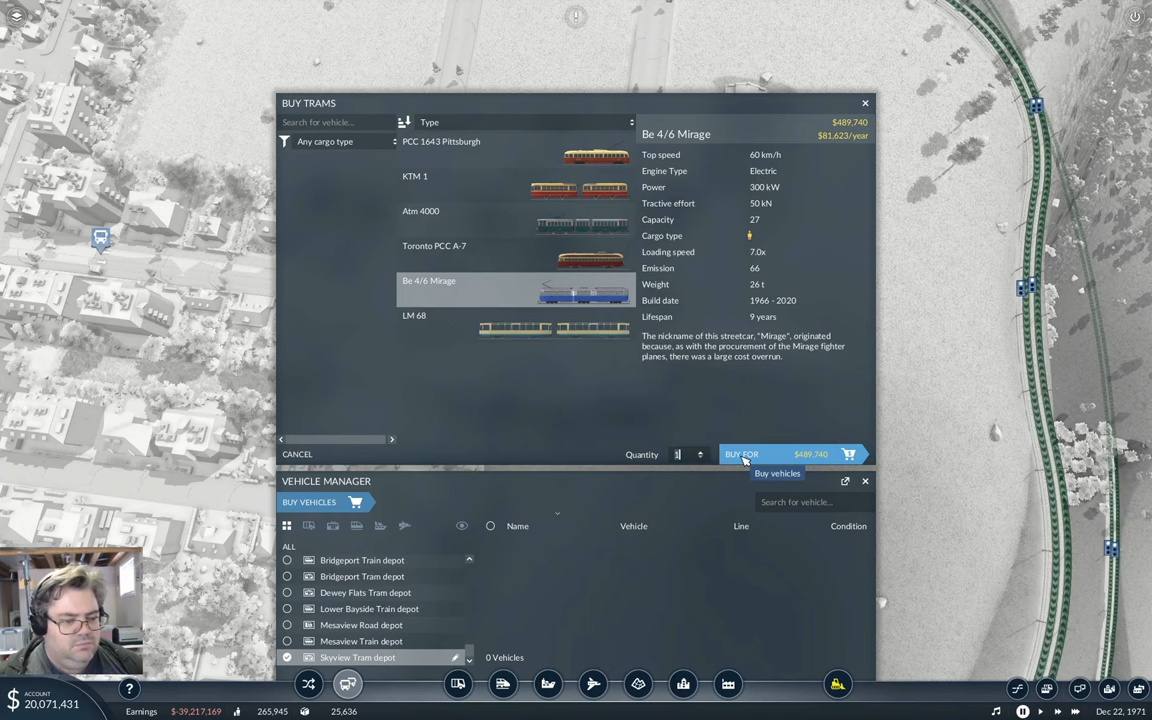 BUY TRAMS
Search for vehicle...
Type
Any cargo type
PCC 1643 Pittsburgh
KTM 1
Atm 4000
Toronto PCC A-7
Be 4/6 Mirage
LM 68
$489,740
Be 4/6 Mirage
$81,623/year
Top speed 60 km/h
Engine Type Electric
Power 300 kW
Tractive effort 50 kN
Capacity 27
Cargo type
Loading speed 7.0x
Emission 66
Weight 26 t
Build date 1966 - 2020
Lifespan 9 years
The nickname of this streetcar, "Mirage", originated
because, as with the procurement of the Mirage fighter
planes, there was a large cost overrun.
CANCEL
Quantity 1
BUY FOR $489,740
Buy vehicles
VEHICLE MANAGER
BUY VEHICLES
Search for vehicle...
Name Vehicle Line Condition
ALL
Bridgeport Train depot
Bridgeport Tram depot
Dewey Flats Tram depot
Lower Bayside Train depot
Mesaview Road depot
Mesaview Train depot
Skyview Tram depot
0 Vehicles
$ ACCOUNT
20,071,431
?
Earnings $-39,217,169 265,945 25,636
Dec 22, 1971